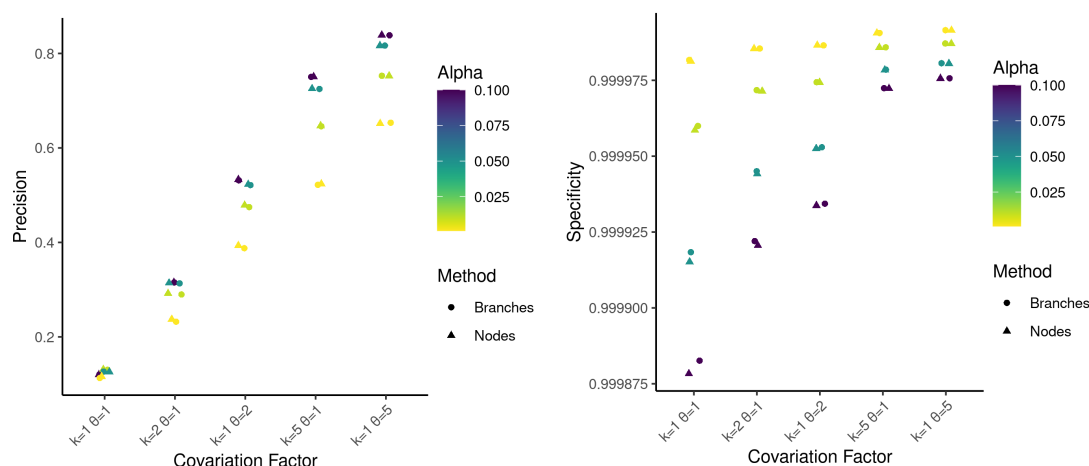 Precision
0.8
0.6
0.4
0.2
k=1 θ=1
k=2 θ=1
k=1 θ=2
k=5 θ=1
k=1 θ=5
Covariation Factor
Alpha
0.100
0.075
0.050
0.025
Method
Branches
Nodes
Specificity
0.999975
0.999950
0.999925
0.999900
0.999875
k=1 θ=1
k=2 θ=1
k=1 θ=2
k=5 θ=1
k=1 θ=5
Covariation Factor
Alpha
0.100
0.075
0.050
0.025
Method
Branches
Nodes